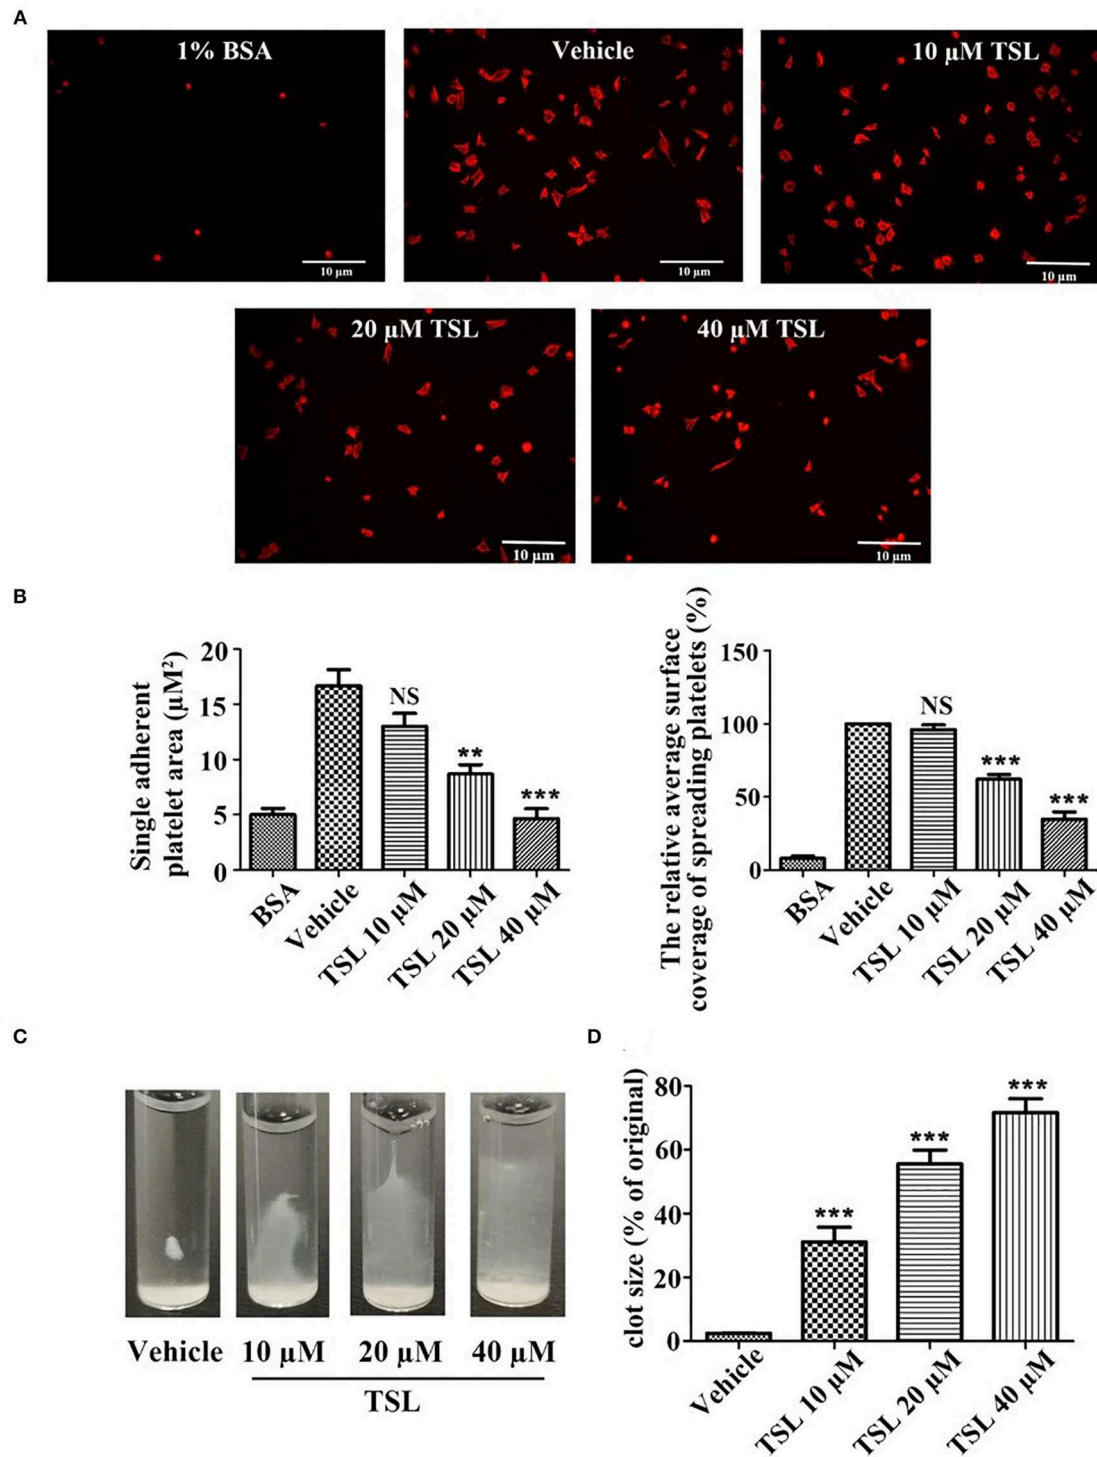 A
1% BSA
Vehicle
10 µM TSL
10 µm
10 µm
10 µm
20 µM TSL
40 µM TSL
10 µm
10 µm
B
Single adherent
platelet area (µM²)
20
15
10
5
0
NS
**
***
BSA
Vehicle
TSL 10 µM
TSL 20 µM
TSL 40 µM
The relative average surface
coverage of spreading platelets (%)
150
100
50
0
NS
***
***
BSA
Vehicle
TSL 10 µM
TSL 20 µM
TSL 40 µM
C
Vehicle
10 µM
20 µM
40 µM
TSL
D
clot size (% of original)
80
60
40
20
0
***
***
***
Vehicle
TSL 10 µM
TSL 20 µM
TSL 40 µM